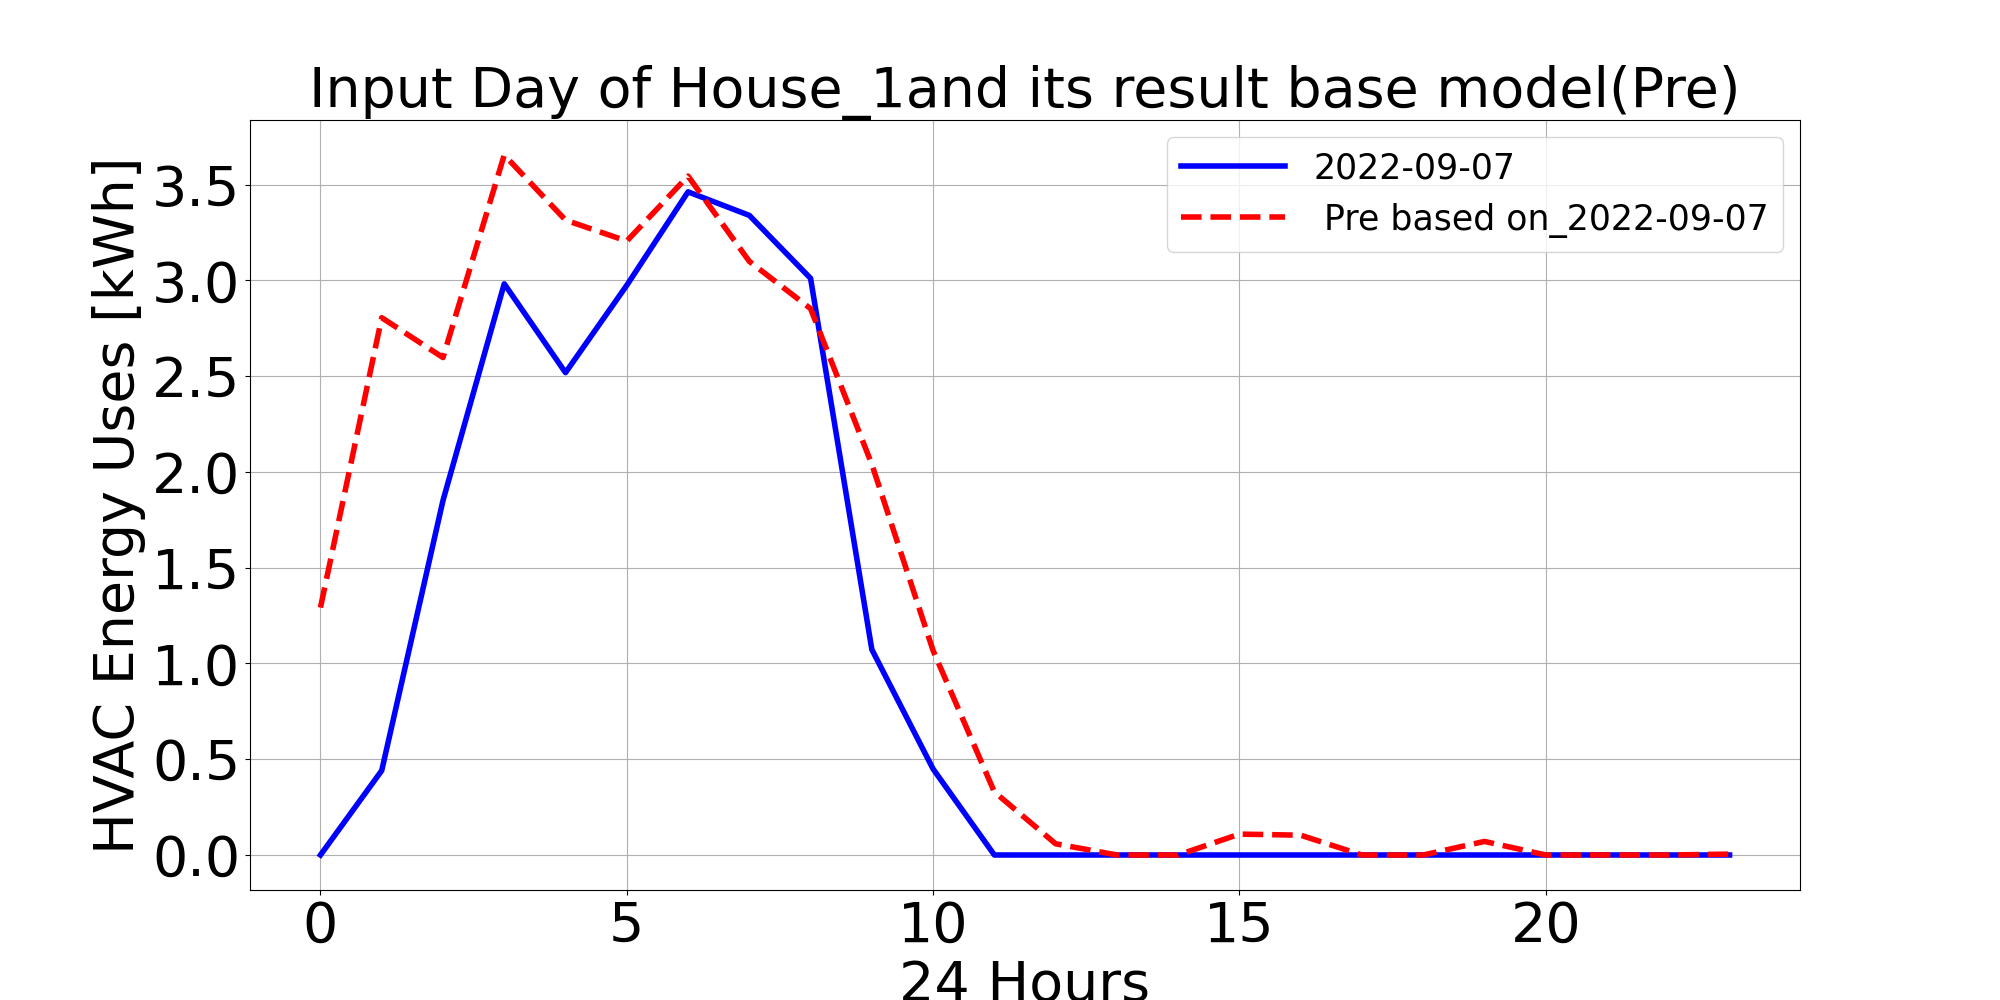 Input Day of House_1and its result base model(Pre)
2022-09-07
Pre based on_2022-09-07
HVAC Energy Uses [kWh]
3.5
3.0
2.5
2.0
1.5
1.0
0.5
0.0
0 5 10 15 20
24 Hours